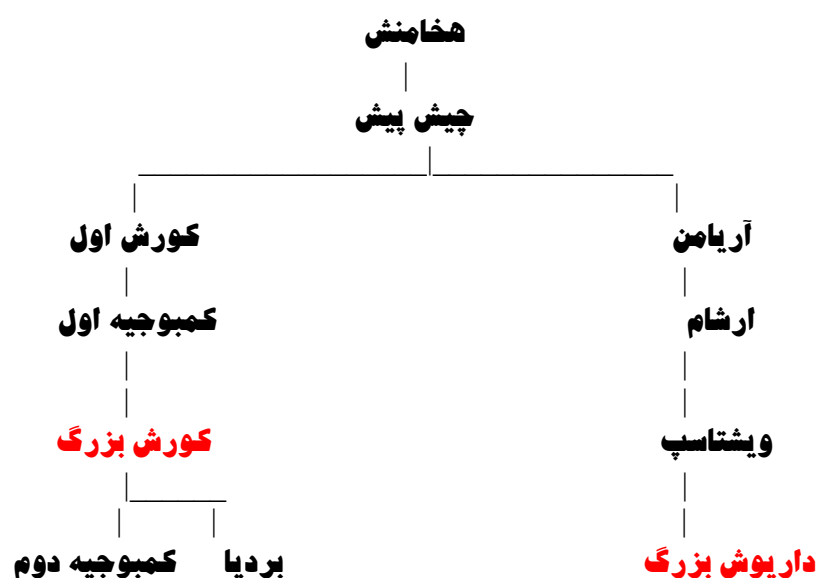 هخامنش
چیش پیش
آریامن کورش اول
ارشام کمبوجیه اول
ویشتاسپ کورش بزرگ
داریوش بزرگ بردیا کمبوجیه دوم